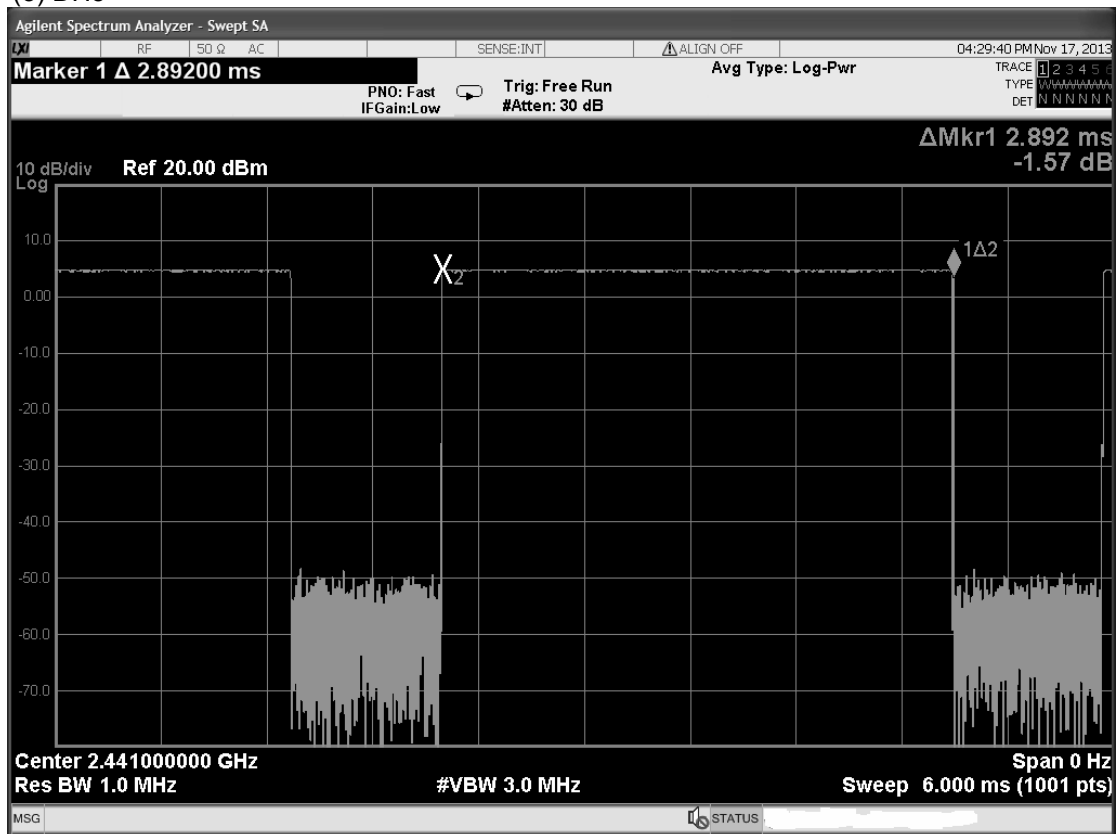 Agilent Spectrum Analyzer - Swept SA
LXI RF 50 Ω AC SENSE:INT ALIGN OFF 04:29:40 PM Nov 17, 2013
Marker 1 Δ 2.89200 ms
PNO: Fast
IFGain:Low
Trig: Free Run
#Atten: 30 dB
Avg Type: Log-Pwr
TRACE 1 2 3 4 5 6
TYPE
DET N N N N N N
ΔMkr1 2.892 ms
-1.57 dB
10 dB/div Ref 20.00 dBm
Log
10.0
0.00
-10.0
-20.0
-30.0
-40.0
-50.0
-60.0
-70.0
X2
1Δ2
Center 2.441000000 GHz Span 0 Hz
Res BW 1.0 MHz #VBW 3.0 MHz Sweep 6.000 ms (1001 pts)
MSG STATUS